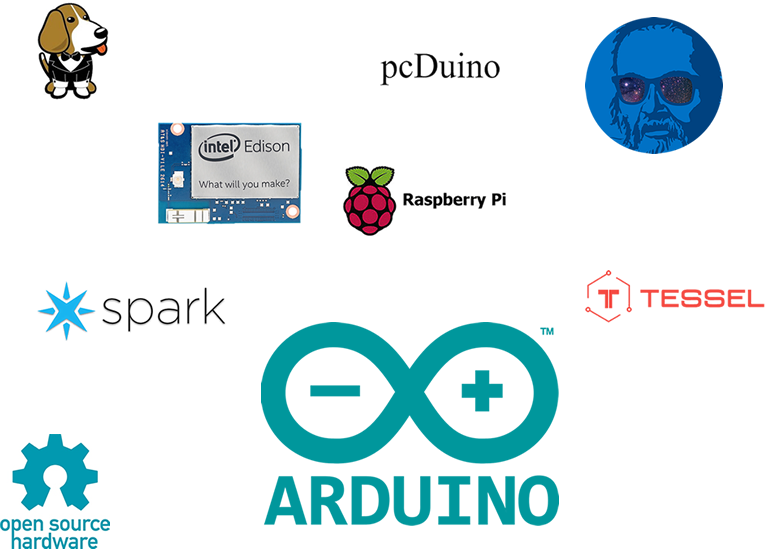 pcDuino
intel Edison
What will you make?
Raspberry Pi
spark
T TESSEL
TM
ARDUINO
open source
hardware